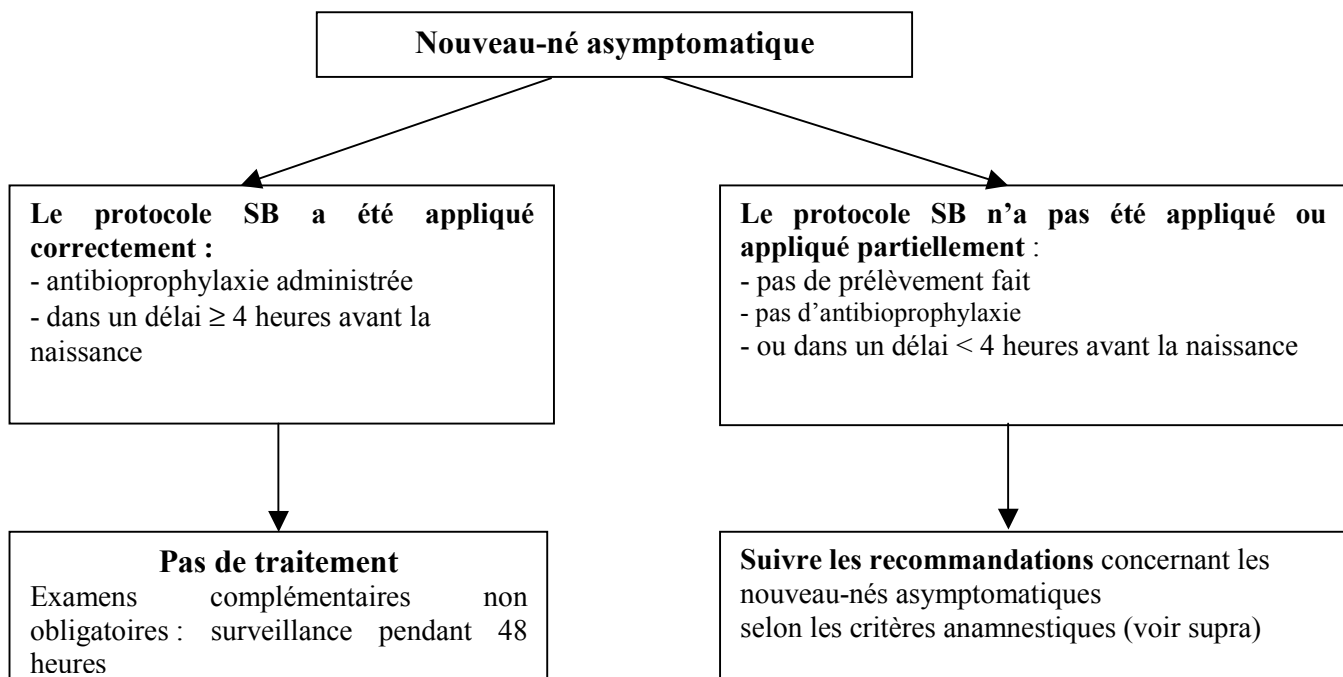 Nouveau-né asymptomatique
Le protocole SB a été appliqué
correctement :
- antibioprophylaxie administrée
- dans un délai ≥ 4 heures avant la
naissance
Le protocole SB n’a pas été appliqué ou
appliqué partiellement :
- pas de prélèvement fait
- pas d’antibioprophylaxie
- ou dans un délai < 4 heures avant la naissance
Pas de traitement
Examens complémentaires non
obligatoires : surveillance pendant 48
heures
Suivre les recommandations concernant les
nouveau-nés asymptomatiques
selon les critères anamnestiques (voir supra)